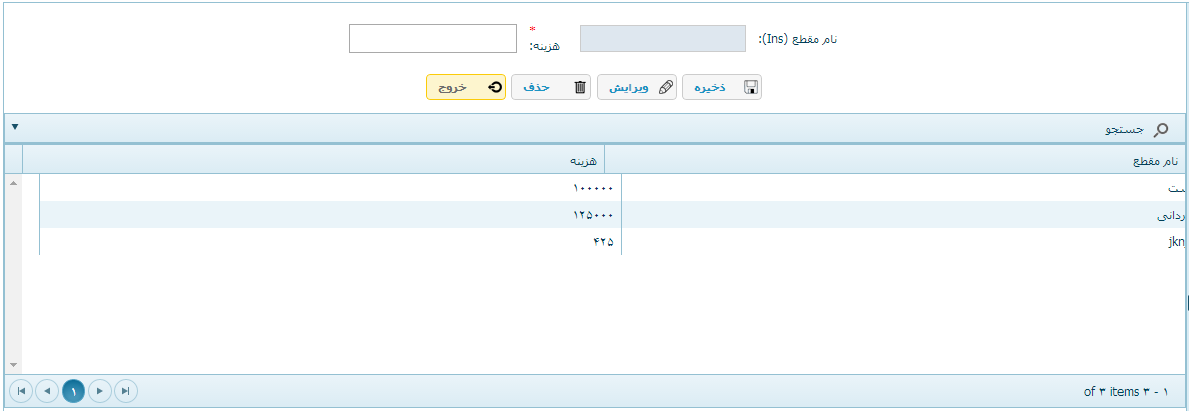 نام مقطع (Ins):
* هزینه:
ذخیره ویرایش حذف خروج
جستجو
نام مقطع هزینه
ست ۱۰۰۰۰۰
ردانی ۱۲۵۰۰۰
jkn ۴۲۵
۱ - ۳ of ۳ items
۱